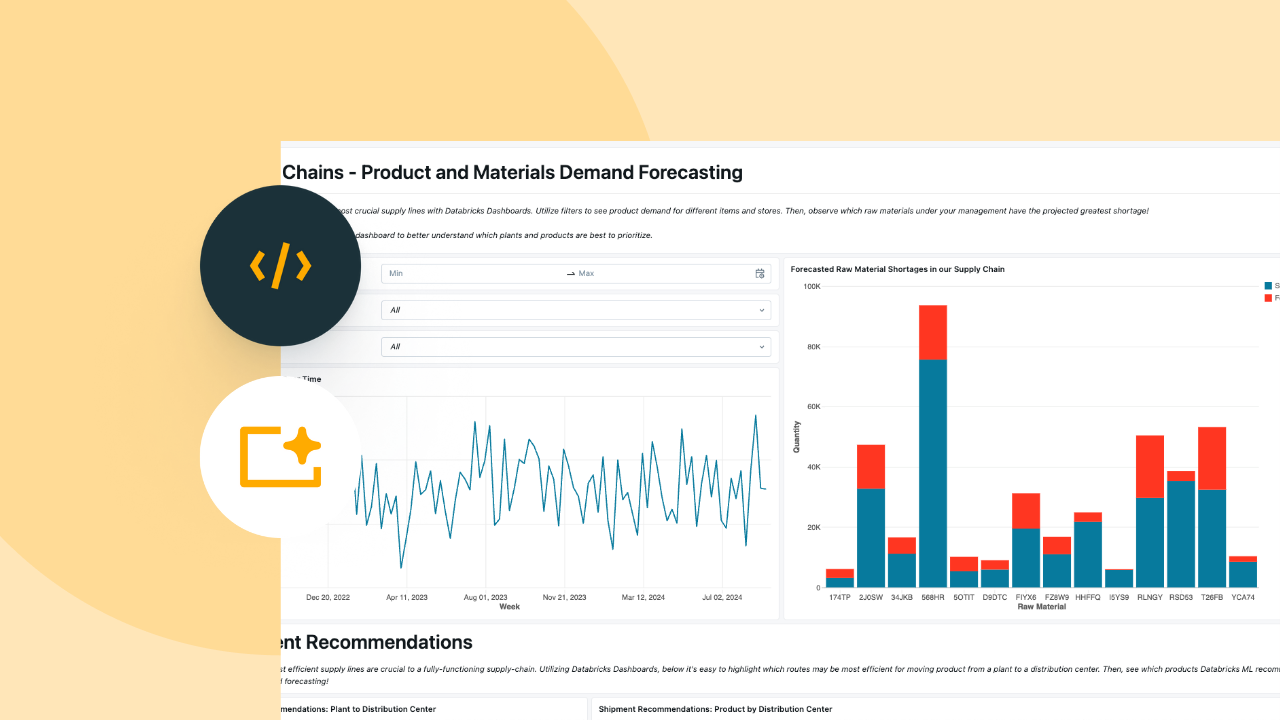 Chains - Product and Materials Demand Forecasting
most crucial supply lines with Databricks Dashboards. Utilize filters to see product demand for different items and stores. Then, observe which raw materials under your management have the projected greatest shortage!
dashboard to better understand which plants and products are best to prioritize.
Min
Max
All
All
Time
Dec 20, 2022
Apr 11, 2023
Aug 01, 2023
Nov 21, 2023
Mar 12, 2024
Jul 02, 2024
Week
Forecasted Raw Material Shortages in our Supply Chain
100K
80K
60K
40K
20K
0
Quantity
S
F
174TP
2J0SW
34JKB
568HR
5OTIT
D9DTC
FIYX6
FZ8W9
HHFFQ
I5YS9
RLNGY
RSD53
T26FB
YCA74
Raw Material
ent Recommendations
st efficient supply lines are crucial to a fully-functioning supply-chain. Utilizing Databricks Dashboards, below it's easy to highlight which routes may be most efficient for moving product from a plant to a distribution center. Then, see which products Databricks ML recom
forecasting!
mendations: Plant to Distribution Center
Shipment Recommendations: Product by Distribution Center